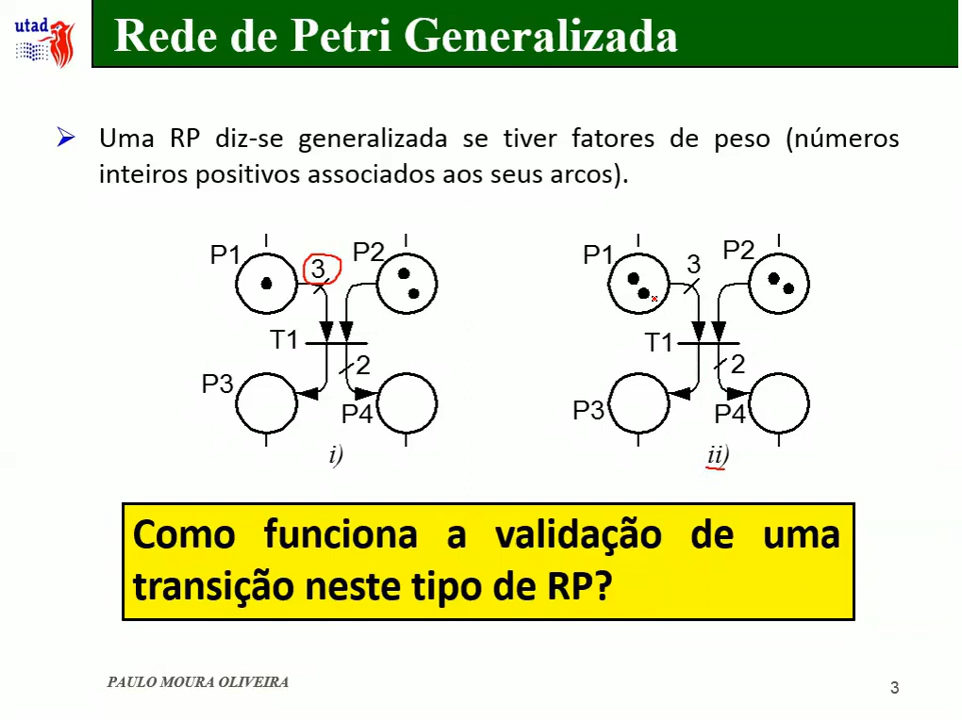 utad
Rede de Petri Generalizada
Uma RP diz-se generalizada se tiver fatores de peso (números
inteiros positivos associados aos seus arcos).
P1 3 P2
T1
2
P3
P4
i)
P1 3 P2
T1
2
P3 P4
ii)
Como funciona a validação de uma
transição neste tipo de RP?
PAULO MOURA OLIVEIRA
3